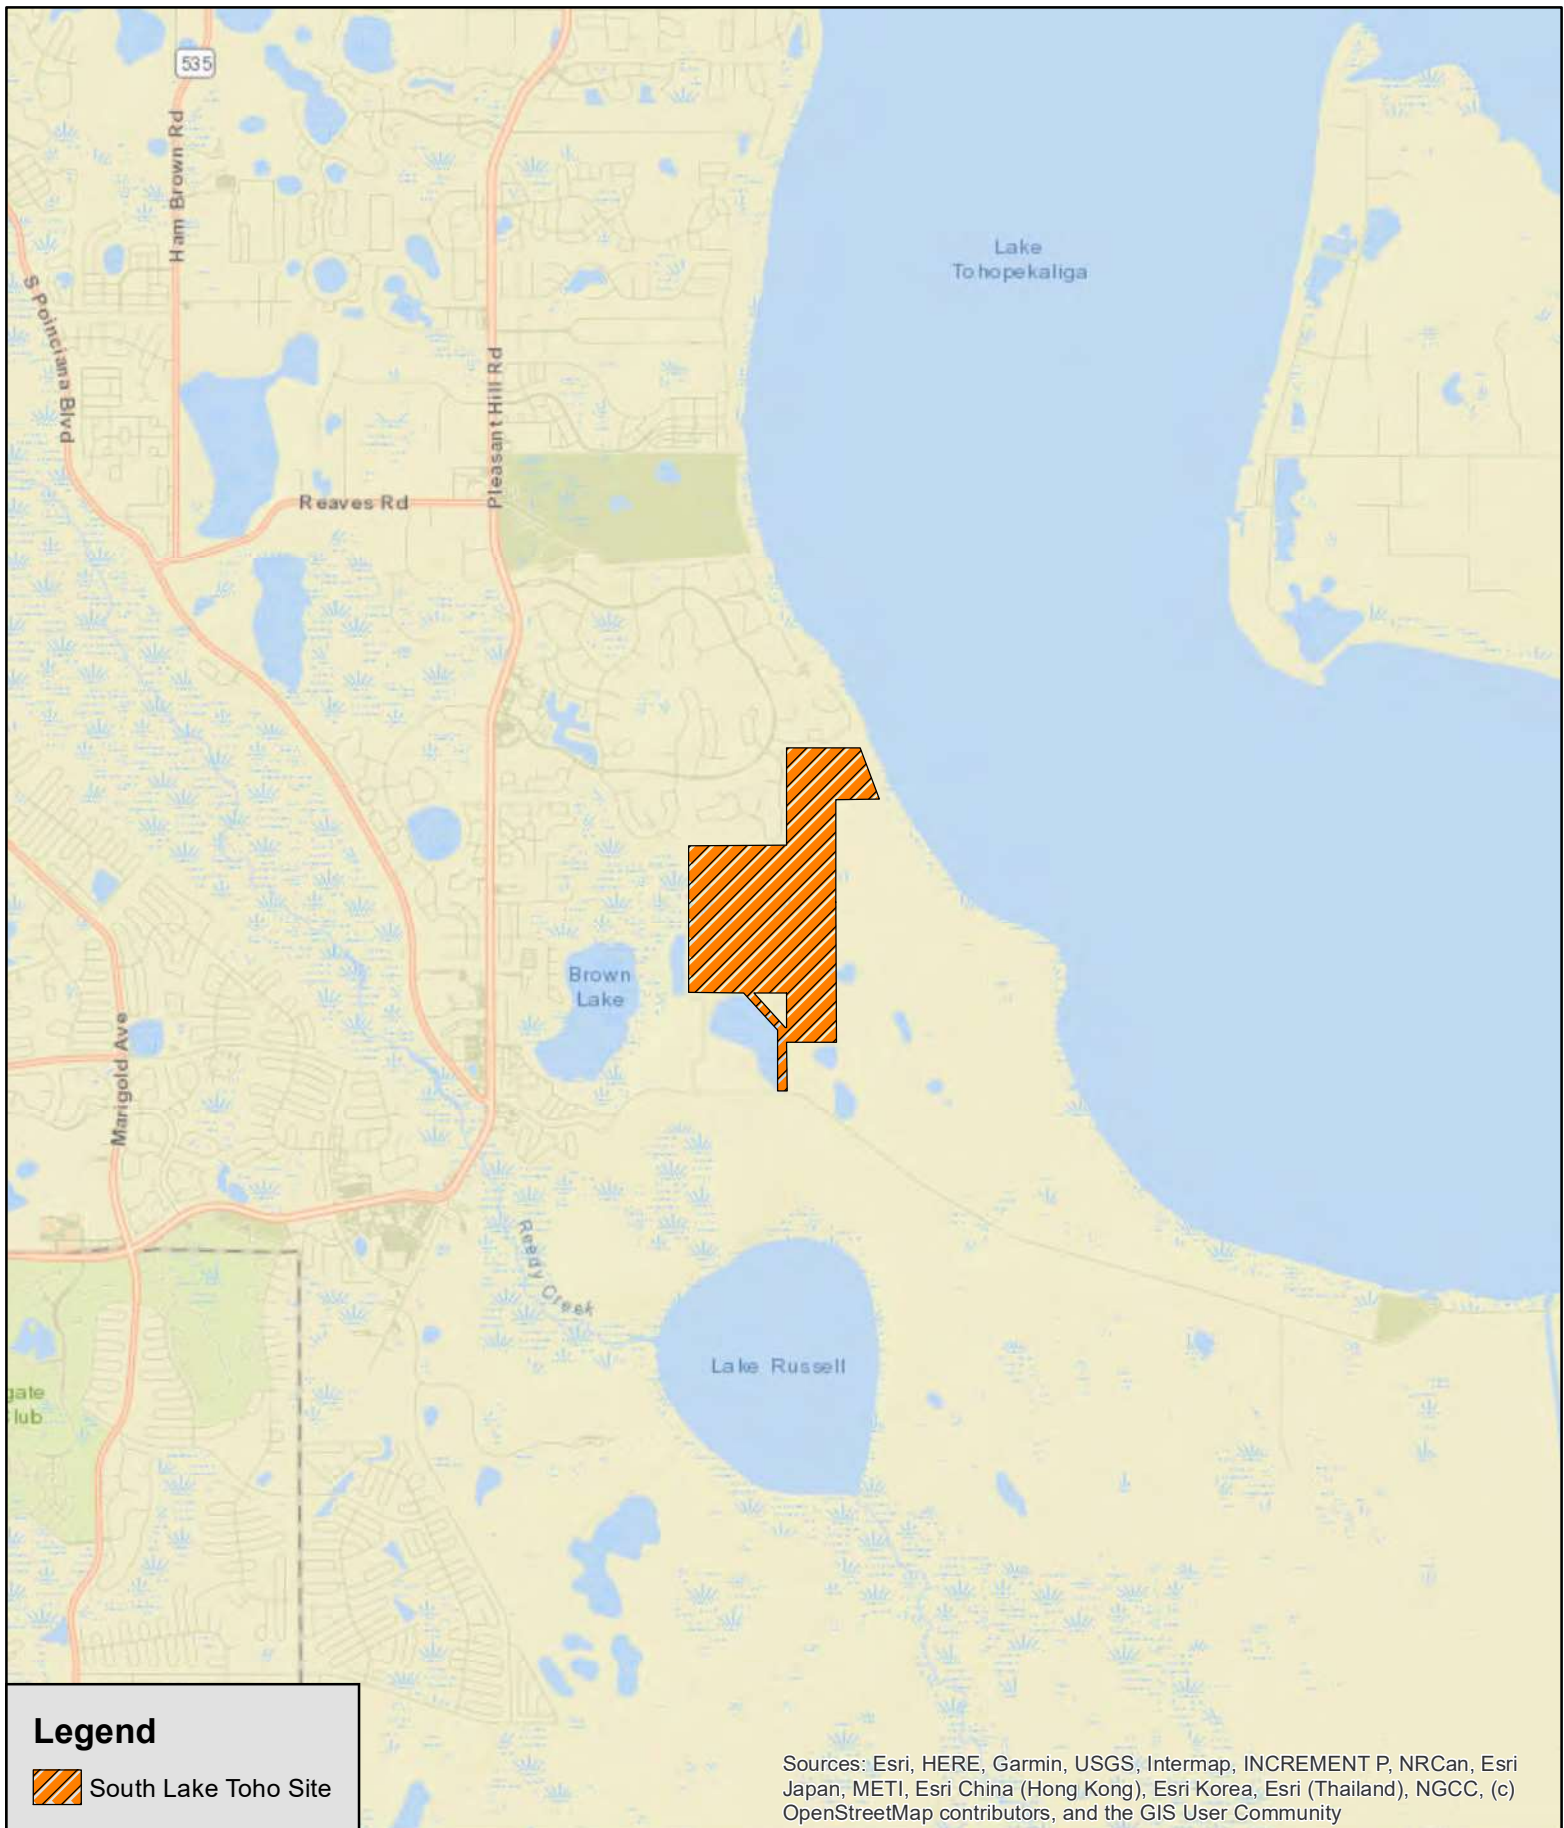 535
Ham Brown Rd
S Poinciana Blvd
Pleasant Hill Rd
Lake
Tohopekaliga
Reaves Rd
Brown
Lake
Marigold Ave
Reedy Creek
Lake Russell
gate
lub
Legend
South Lake Toho Site
Sources: Esri, HERE, Garmin, USGS, Intermap, INCREMENT P, NRCan, Esri
Japan, METI, Esri China (Hong Kong), Esri Korea, Esri (Thailand), NGCC, (c)
OpenStreetMap contributors, and the GIS User Community